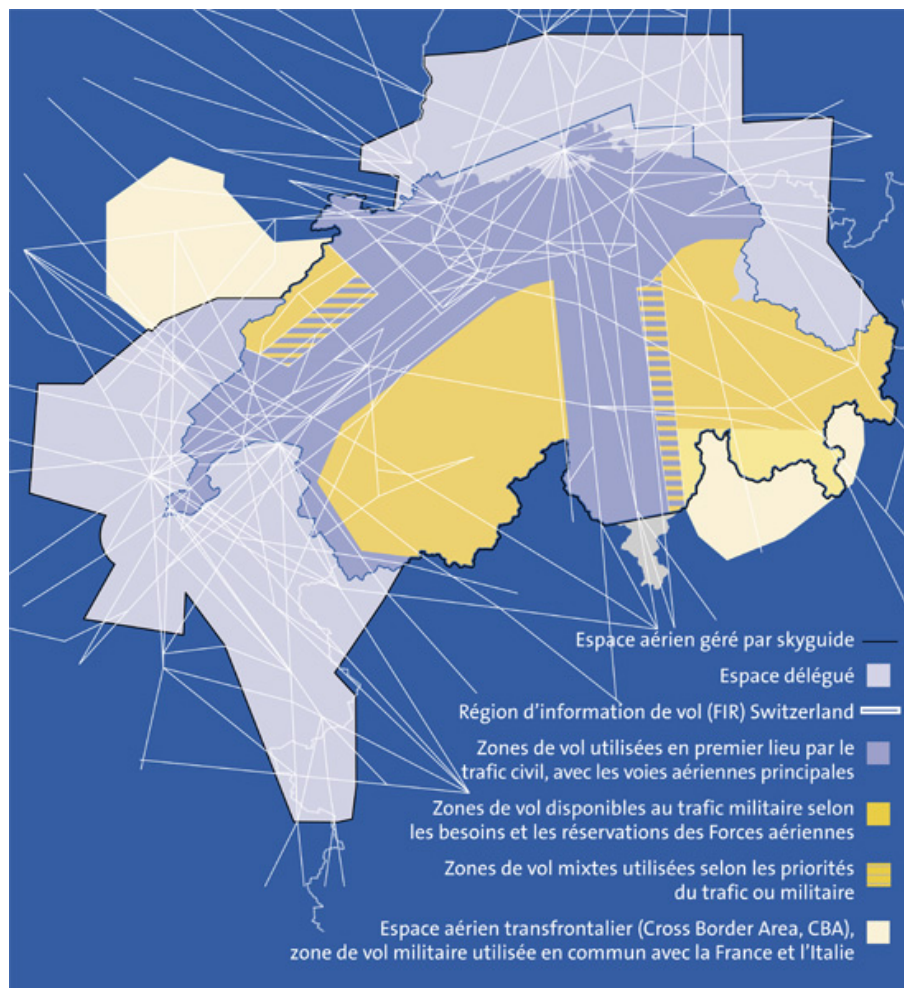 Espace aérien géré par skyguide
Espace délégué
Région d'information de vol (FIR) Switzerland
Zones de vol utilisées en premier lieu par le
trafic civil, avec les voies aériennes principales
Zones de vol disponibles au trafic militaire selon
les besoins et les réservations des Forces aériennes
Zones de vol mixtes utilisées selon les priorités
du trafic ou militaire
Espace aérien transfrontalier (Cross Border Area, CBA),
zone de vol militaire utilisée en commun avec la France et l'Italie